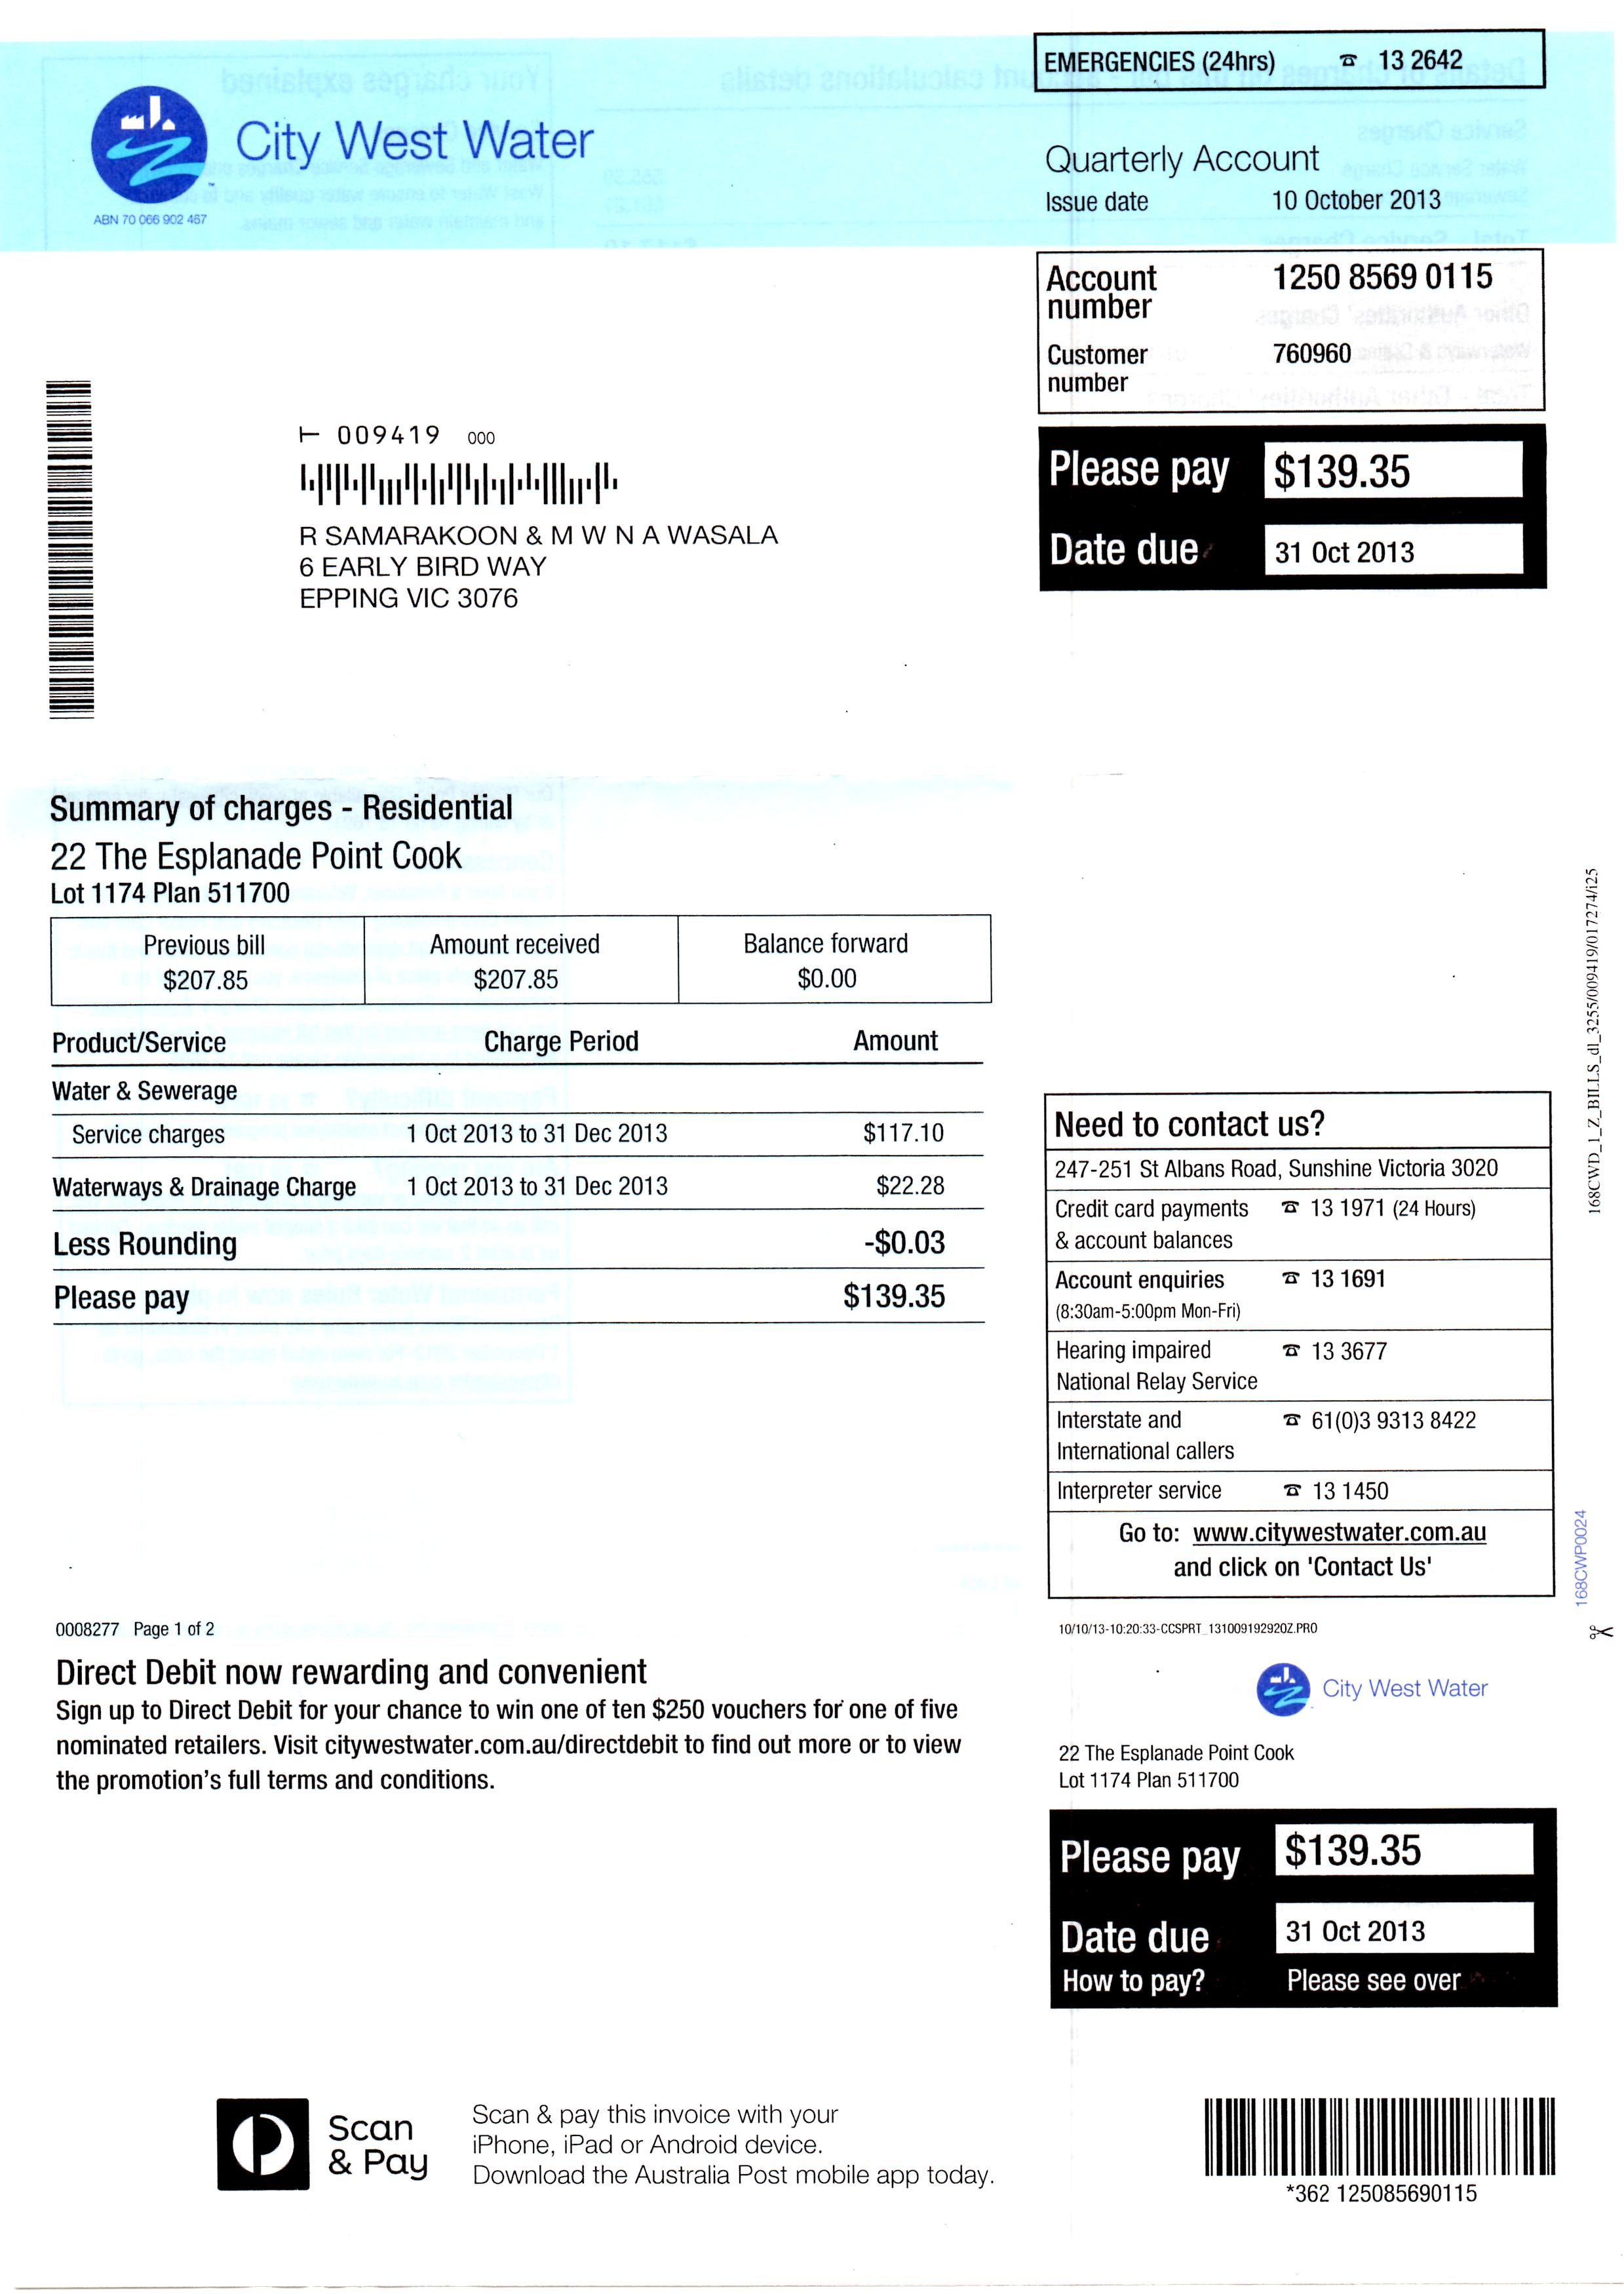 EMERGENCIES (24hrs) ☎ 13 2642
City West Water
ABN 70 066 902 467
Quarterly Account
Issue date 10 October 2013
Account number 1250 8569 0115
Customer number 760960
Please pay $139.35
Date due 31 Oct 2013
009419 000
R SAMARAKOON & M W N A WASALA
6 EARLY BIRD WAY
EPPING VIC 3076
Summary of charges - Residential
22 The Esplanade Point Cook
Lot 1174 Plan 511700
Previous bill Amount received Balance forward
$207.85 $207.85 $0.00
Product/Service Charge Period Amount
Water & Sewerage
Service charges 1 Oct 2013 to 31 Dec 2013 $117.10
Waterways & Drainage Charge 1 Oct 2013 to 31 Dec 2013 $22.28
Less Rounding -$0.03
Please pay $139.35
Need to contact us?
247-251 St Albans Road, Sunshine Victoria 3020
Credit card payments ☎ 13 1971 (24 Hours)
& account balances
Account enquiries ☎ 13 1691
(8:30am-5:00pm Mon-Fri)
Hearing impaired ☎ 13 3677
National Relay Service
Interstate and ☎ 61(0)3 9313 8422
International callers
Interpreter service ☎ 13 1450
Go to: www.citywestwater.com.au
and click on 'Contact Us'
168CWD_1_Z_BILLS_dl_3255/009419/017274/i25
168CWP0024
0008277 Page 1 of 2
10/10/13-10:20:33-CCSPRT_131009192920Z.PRO
Direct Debit now rewarding and convenient
Sign up to Direct Debit for your chance to win one of ten $250 vouchers for one of five
nominated retailers. Visit citywestwater.com.au/directdebit to find out more or to view
the promotion's full terms and conditions.
City West Water
22 The Esplanade Point Cook
Lot 1174 Plan 511700
Please pay $139.35
Date due 31 Oct 2013
How to pay? Please see over
Scan
& Pay
Scan & pay this invoice with your
iPhone, iPad or Android device.
Download the Australia Post mobile app today.
*362 125085690115